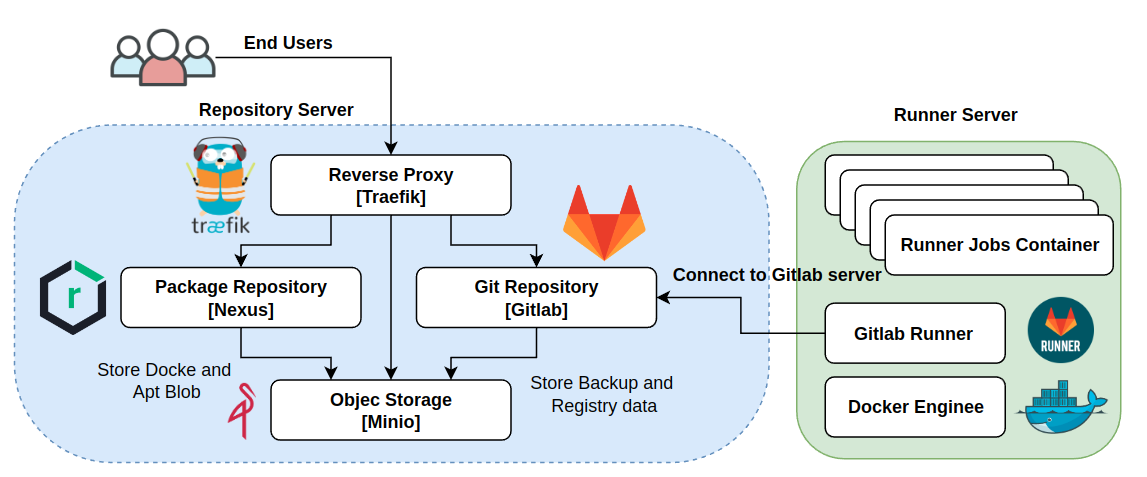 End Users
Repository Server
Runner Server
træfik
Reverse Proxy
[Traefik]
Runner Jobs Container
r
Package Repository
[Nexus]
Git Repository
[Gitlab]
Connect to Gitlab server
Gitlab Runner
RUNNER
Store Docke and
Apt Blob
Objec Storage
[Minio]
Store Backup and
Registry data
Docker Enginee